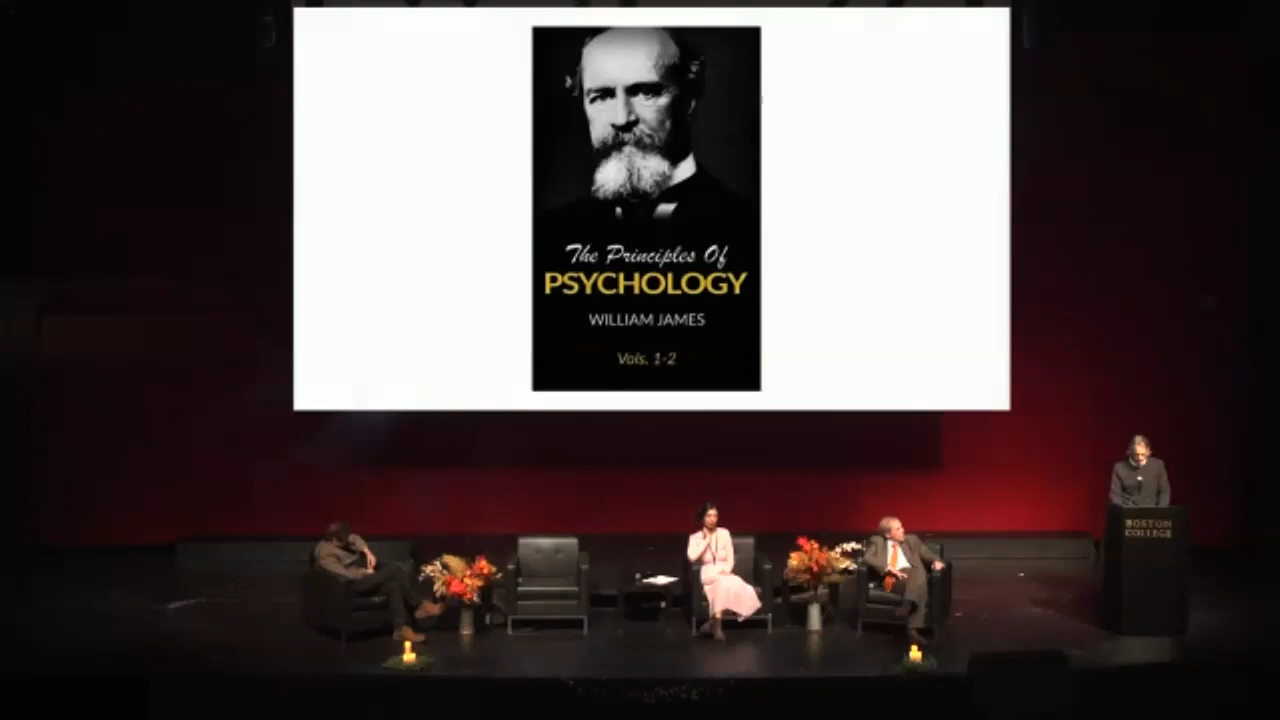 The Principles Of
PSYCHOLOGY
WILLIAM JAMES
Vols. 1-2
BOSTON
COLLEGE